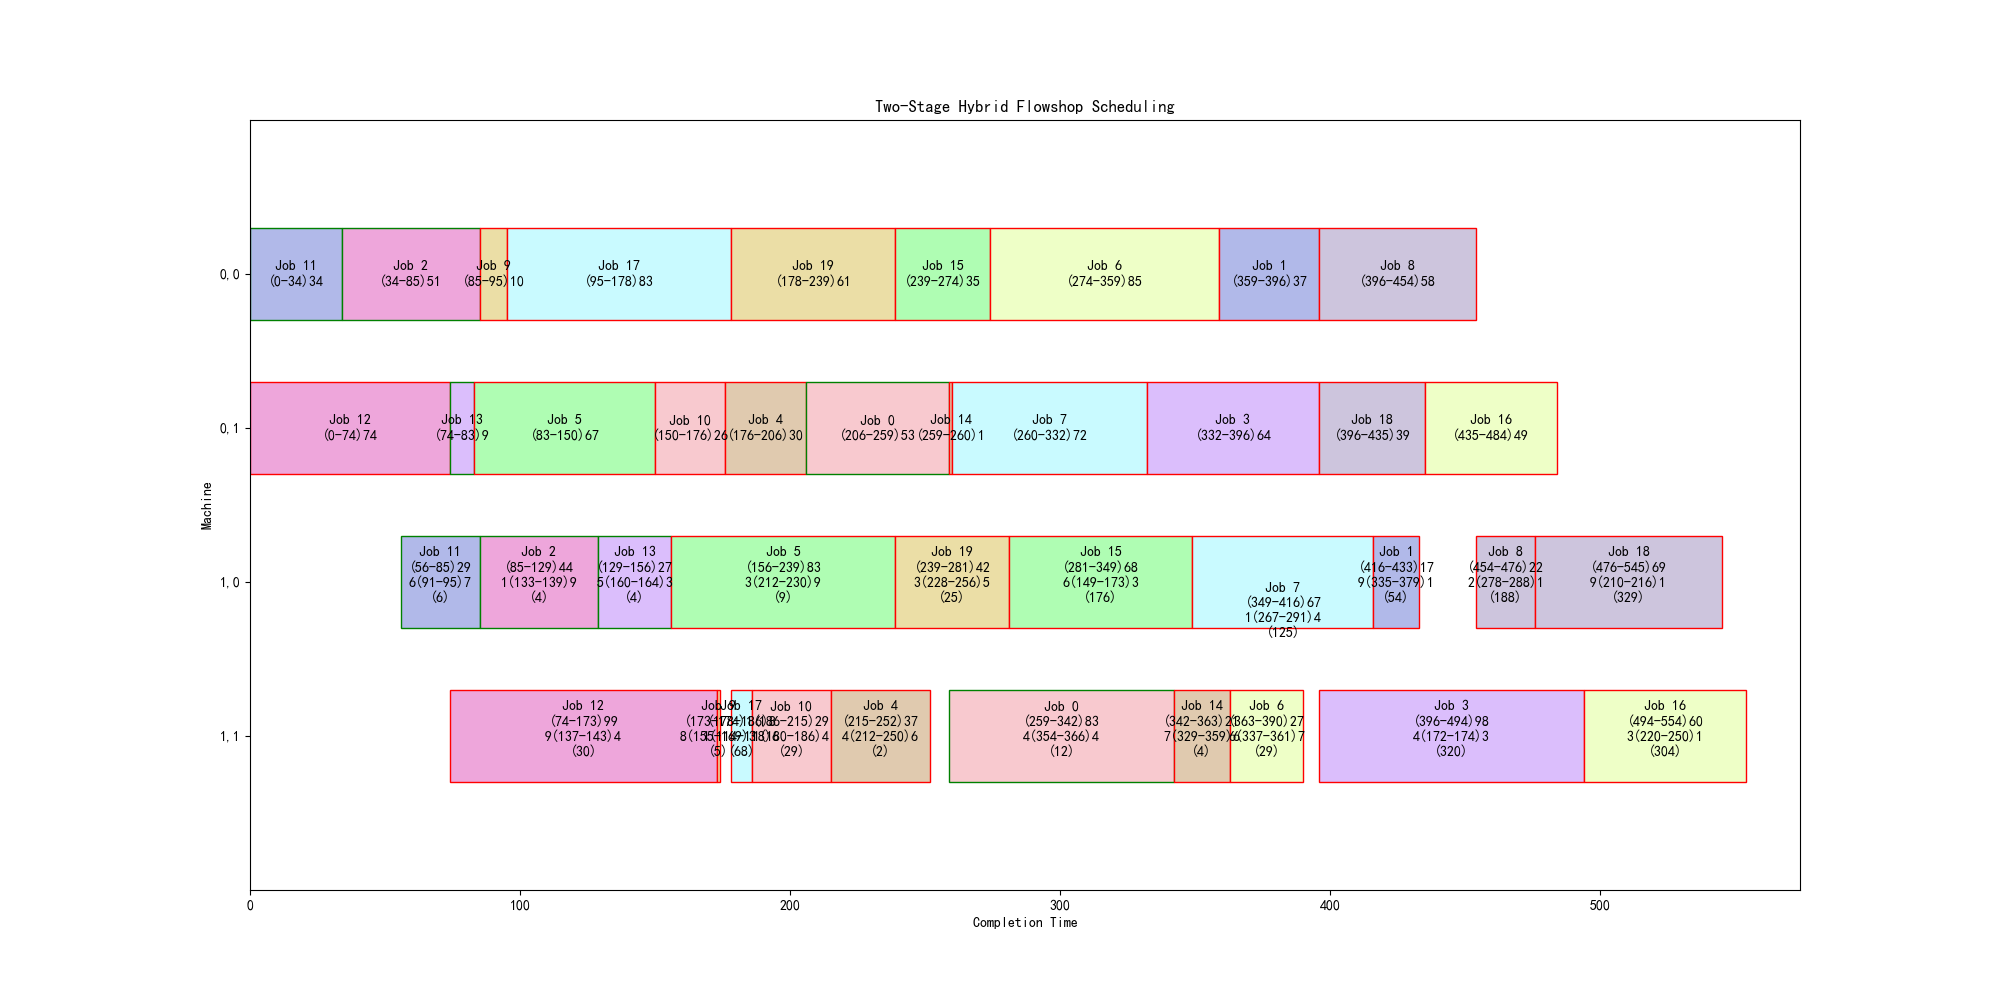 Two-Stage Hybrid Flowshop Scheduling
0,0
Job 11
(0-34)34
Job 2
(34-85)51
Job 9
(85-95)10
Job 17
(95-178)83
Job 19
(178-239)61
Job 15
(239-274)35
Job 6
(274-359)85
Job 1
(359-396)37
Job 8
(396-454)58
0,1
Job 12
(0-74)74
Job 13
(74-83)9
Job 5
(83-150)67
Job 10
(150-176)26
Job 4
(176-206)30
Job 0
(206-259)53
Job 14
(259-260)1
Job 7
(260-332)72
Job 3
(332-396)64
Job 18
(396-435)39
Job 16
(435-484)49
Machine
1,0
Job 11
(56-85)29
6(91-95)7
(6)
Job 2
(85-129)44
1(133-139)9
(4)
Job 13
(129-156)27
5(160-164)3
(4)
Job 5
(156-239)83
3(212-230)9
(9)
Job 19
(239-281)42
3(228-256)5
(25)
Job 15
(281-349)68
6(149-173)3
(176)
Job 7
(349-416)67
1(267-291)4
(125)
Job 1
(416-433)17
9(335-379)1
(54)
Job 8
(454-476)22
2(278-288)1
(188)
Job 18
(476-545)69
9(210-216)1
(329)
1,1
Job 12
(74-173)99
9(137-143)4
(30)
Job 9
(5)
Job 17
(68)
Job 10
(186-215)29
(29)
Job 4
(215-252)37
4(212-250)6
(2)
Job 0
(259-342)83
4(354-366)4
(12)
Job 14
(342-363)21
7(329-359)6
(4)
Job 6
(363-390)27
(29)
Job 3
(396-494)98
4(172-174)3
(320)
Job 16
(494-554)60
3(220-250)1
(304)
0
100
200
300
400
500
Completion Time